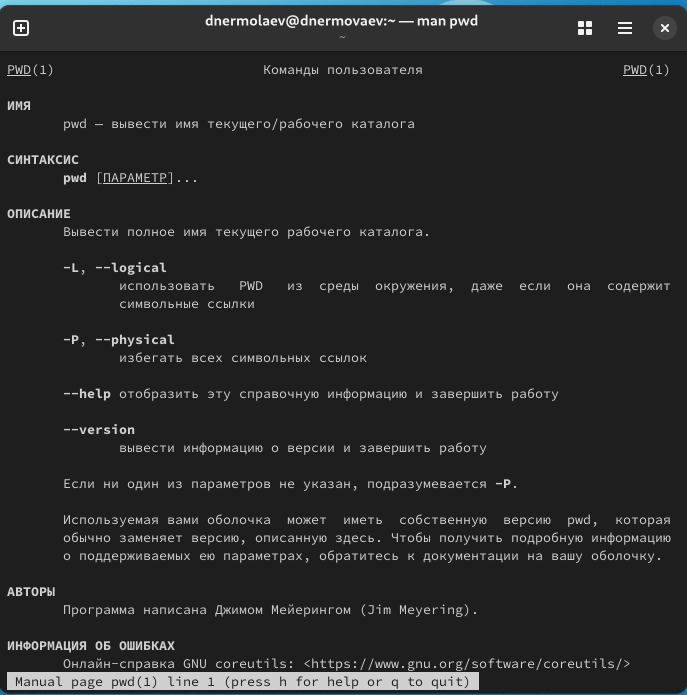 dnermolaev@dnermovaev:~ — man pwd
~
PWD(1) Команды пользователя PWD(1)
ИМЯ
pwd – вывести имя текущего/рабочего каталога
СИНТАКСИС
pwd [ПАРАМЕТР]...
ОПИСАНИЕ
Вывести полное имя текущего рабочего каталога.
-L, --logical
использовать PWD из среды окружения, даже если она содержит
символьные ссылки
-P, --physical
избегать всех символьных ссылок
--help отобразить эту справочную информацию и завершить работу
--version
вывести информацию о версии и завершить работу
Если ни один из параметров не указан, подразумевается -P.
Используемая вами оболочка может иметь собственную версию pwd, которая
обычно заменяет версию, описанную здесь. Чтобы получить подробную информацию
о поддерживаемых ею параметрах, обратитесь к документации на вашу оболочку.
АВТОРЫ
Программа написана Джимом Мейерингом (Jim Meyering).
ИНФОРМАЦИЯ ОБ ОШИБКАХ
Онлайн-справка GNU coreutils: <https://www.gnu.org/software/coreutils/>
Manual page pwd(1) line 1 (press h for help or q to quit)